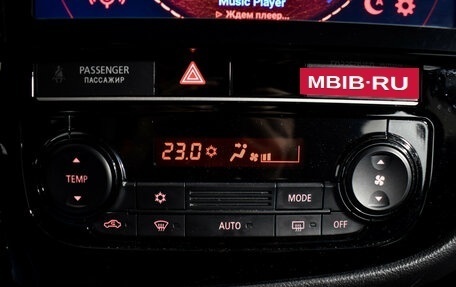 Music Player
▷ Ждем плеер...
PASSENGER
ПАССАЖИР
MBIB-RU
23.0
TEMP
MODE
AUTO
OFF